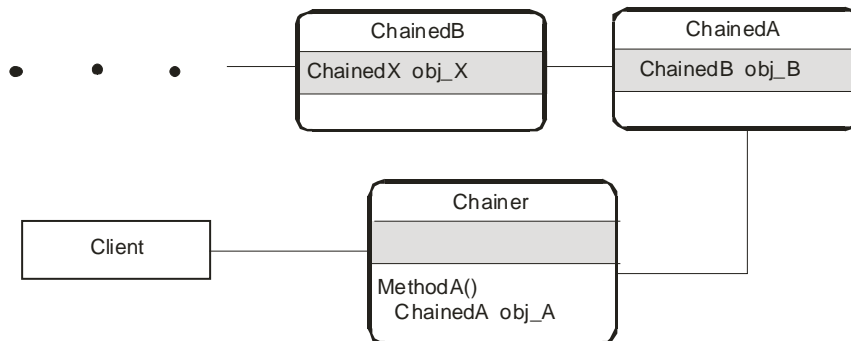 ChainedB
ChainedX obj_X
ChainedA
ChainedB obj_B
Client
Chainer
MethodA()
ChainedA obj_A